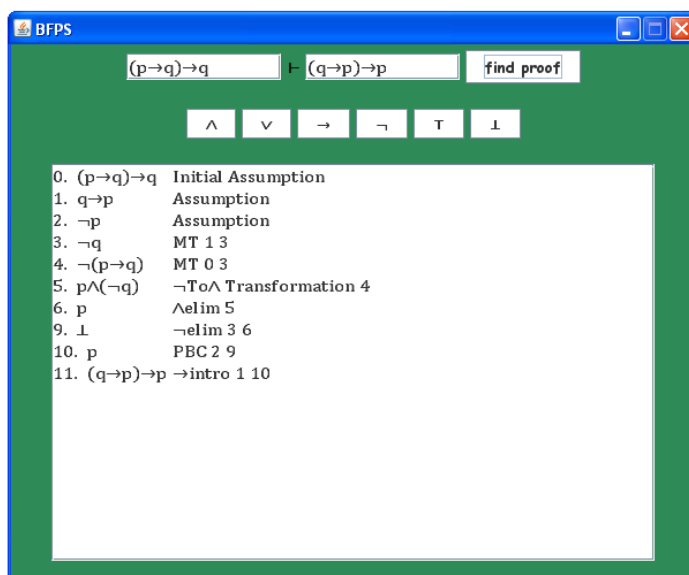 BFPS
(p→q)→q ⊢ (q→p)→p find proof
∧ ∨ → ¬ ⊤ ⊥
0. (p→q)→q Initial Assumption
1. q→p Assumption
2. ¬p Assumption
3. ¬q MT 1 3
4. ¬(p→q) MT 0 3
5. p∧(¬q) ¬To∧ Transformation 4
6. p ∧elim 5
9. ⊥ ¬elim 3 6
10. p PBC 2 9
11. (q→p)→p →intro 1 10